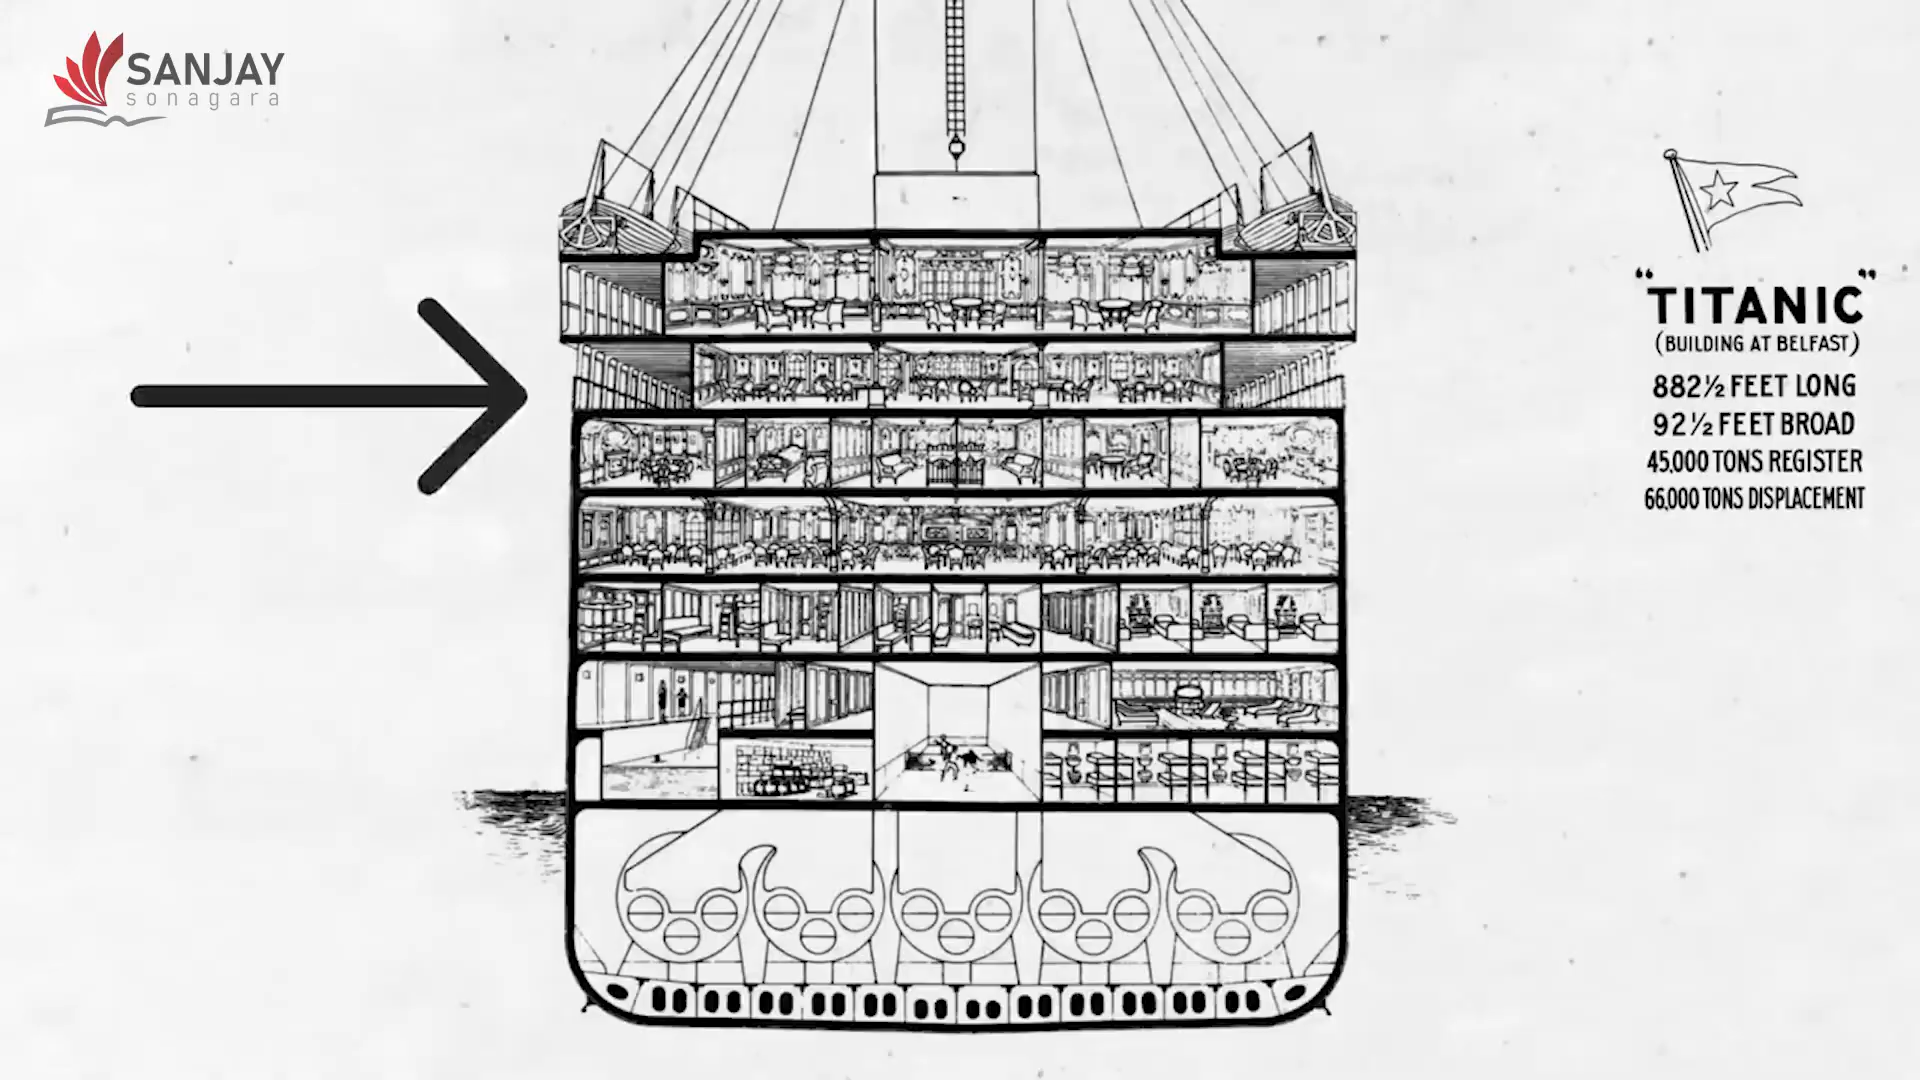 SANJAY
sonagara
"TITANIC"
(BUILDING AT BELFAST)
882½ FEET LONG
92½ FEET BROAD
45,000 TONS REGISTER
66,000 TONS DISPLACEMENT